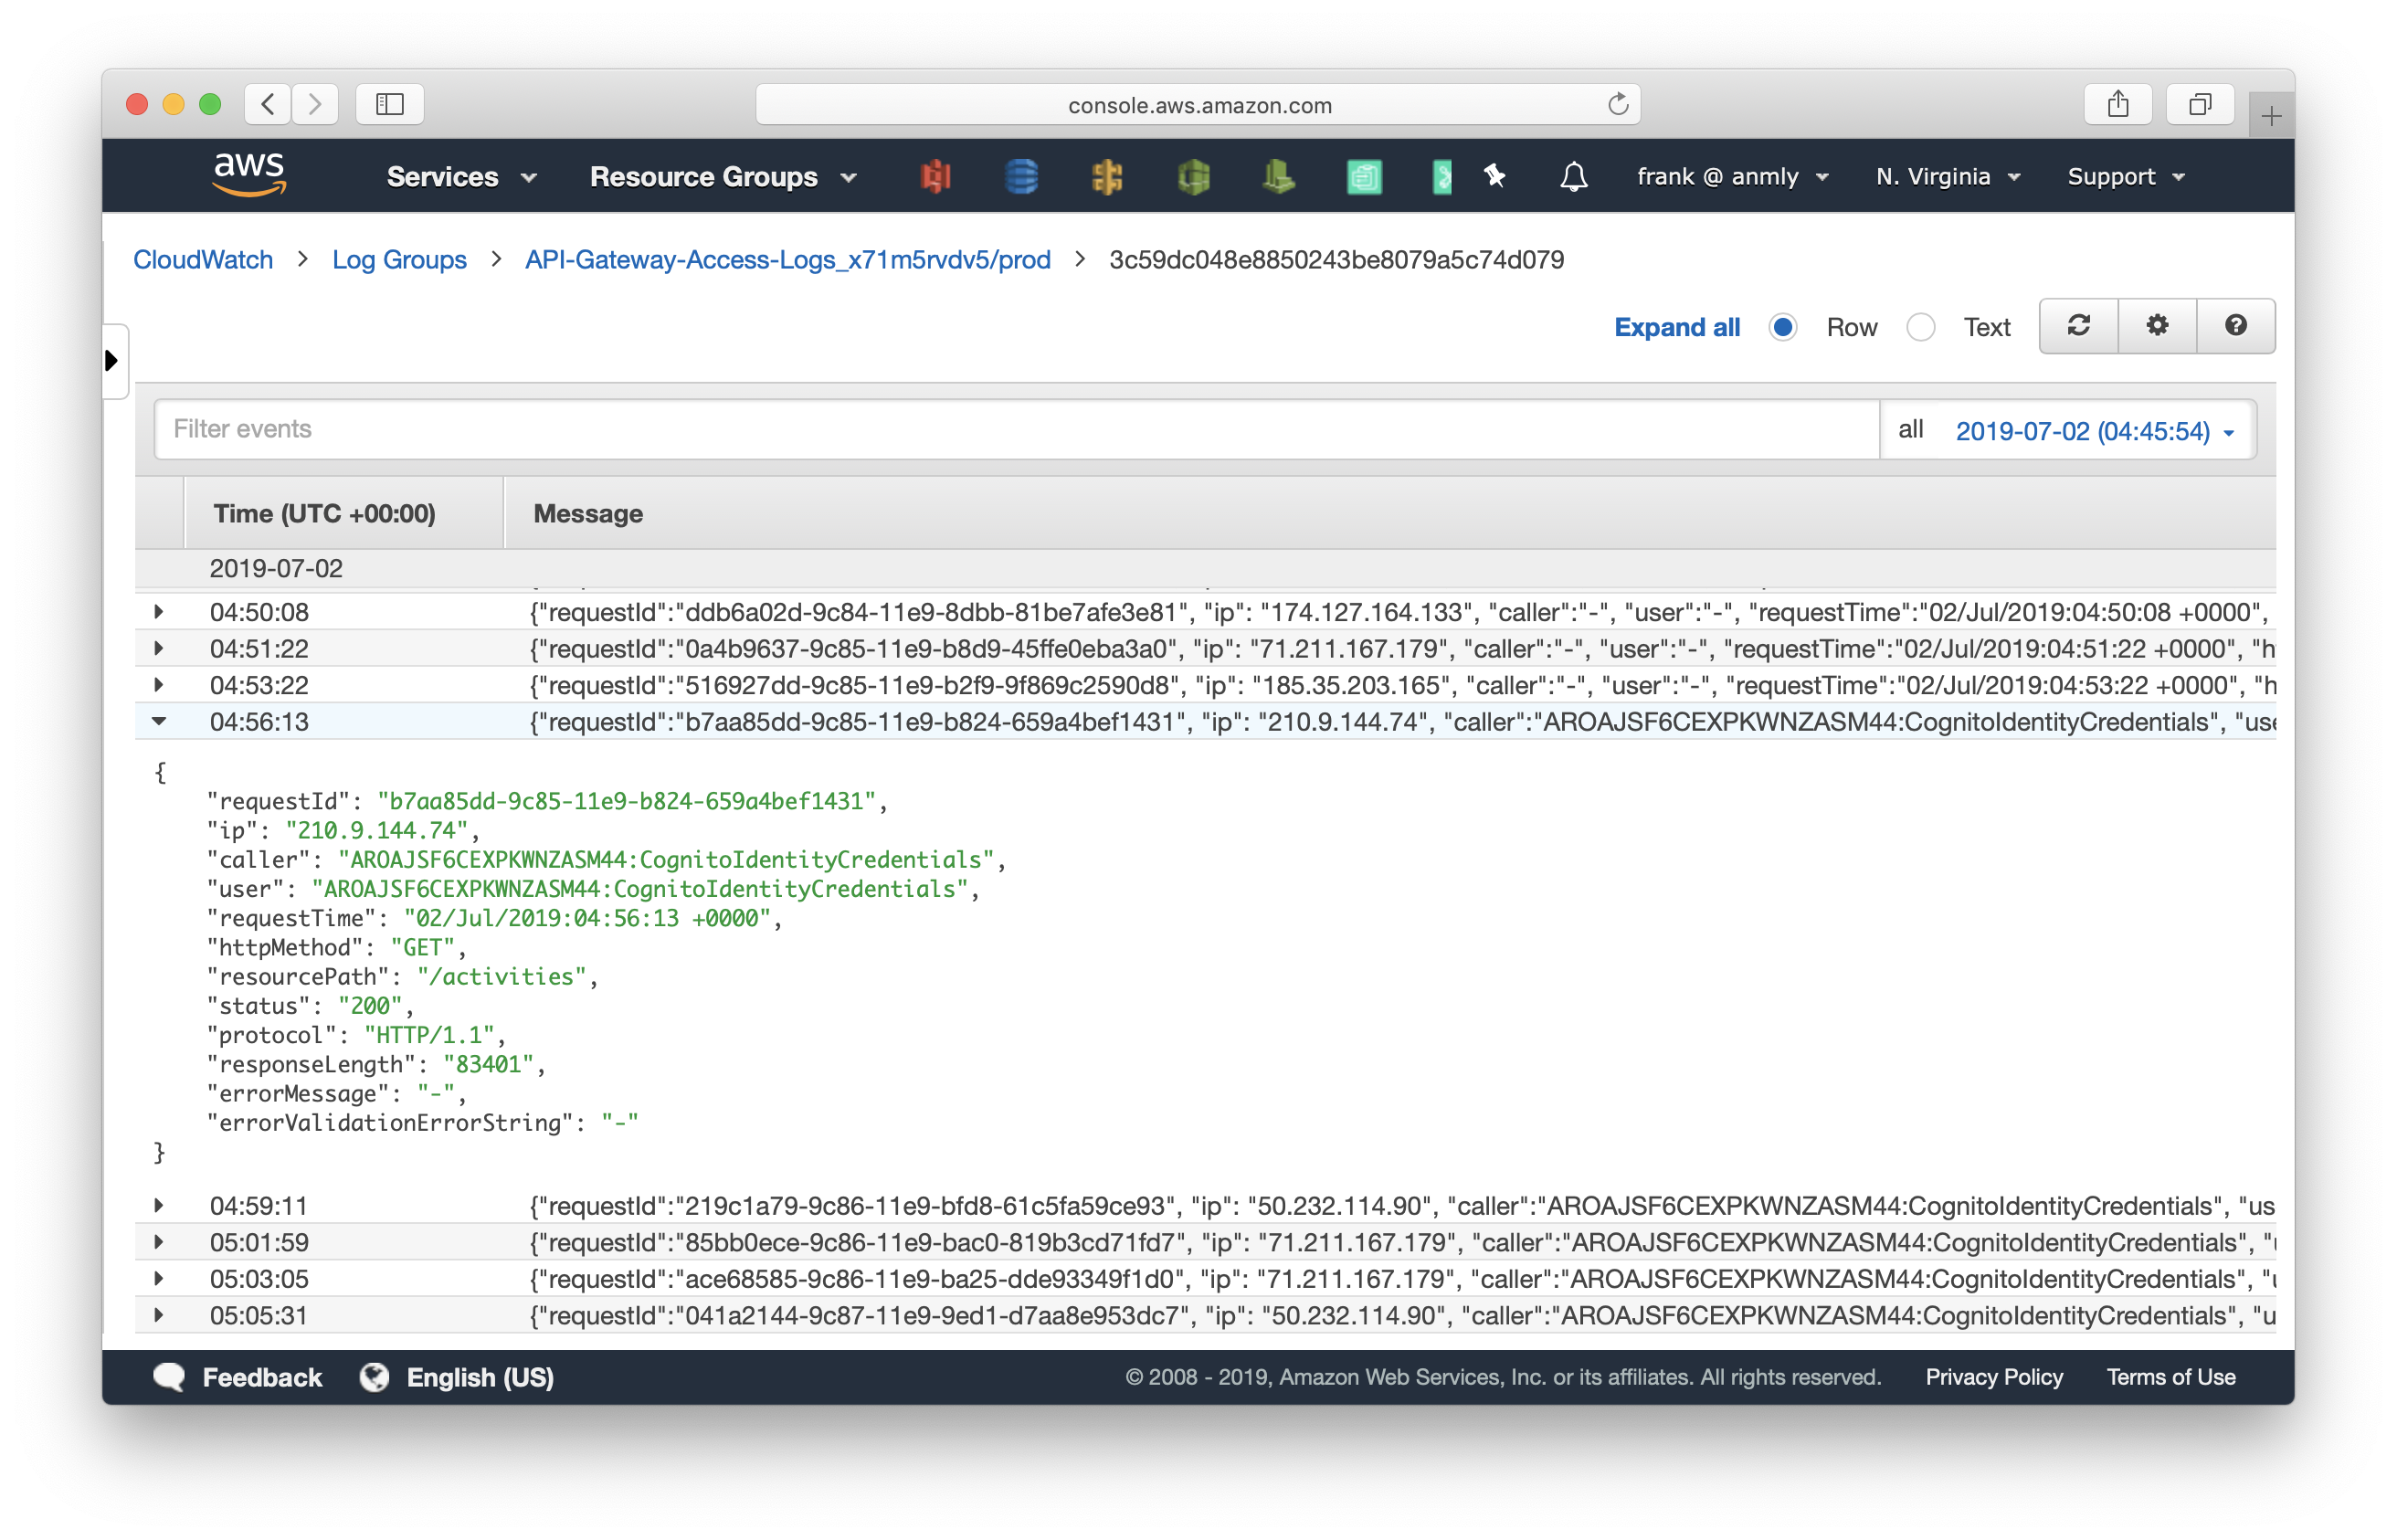 console.aws.amazon.com
aws Services Resource Groups frank @ anmly N. Virginia Support
CloudWatch > Log Groups > API-Gateway-Access-Logs_x71m5rvdv5/prod > 3c59dc048e8850243be8079a5c74d079
Expand all Row Text
Filter events all 2019-07-02 (04:45:54)
Time (UTC +00:00) Message
2019-07-02
04:50:08 {"requestId":"ddb6a02d-9c84-11e9-8dbb-81be7afe3e81", "ip": "174.127.164.133", "caller":"-", "user":"-", "requestTime":"02/Jul/2019:04:50:08 +0000",
04:51:22 {"requestId":"0a4b9637-9c85-11e9-b8d9-45ffe0eba3a0", "ip": "71.211.167.179", "caller":"-", "user":"-", "requestTime":"02/Jul/2019:04:51:22 +0000", "h
04:53:22 {"requestId":"516927dd-9c85-11e9-b2f9-9f869c2590d8", "ip": "185.35.203.165", "caller":"-", "user":"-", "requestTime":"02/Jul/2019:04:53:22 +0000", "h
04:56:13 {"requestId":"b7aa85dd-9c85-11e9-b824-659a4bef1431", "ip": "210.9.144.74", "caller":"AROAJSF6CEXPKWNZASM44:CognitoIdentityCredentials", "use
{
"requestId": "b7aa85dd-9c85-11e9-b824-659a4bef1431",
"ip": "210.9.144.74",
"caller": "AROAJSF6CEXPKWNZASM44:CognitoIdentityCredentials",
"user": "AROAJSF6CEXPKWNZASM44:CognitoIdentityCredentials",
"requestTime": "02/Jul/2019:04:56:13 +0000",
"httpMethod": "GET",
"resourcePath": "/activities",
"status": "200",
"protocol": "HTTP/1.1",
"responseLength": "83401",
"errorMessage": "-",
"errorValidationErrorString": "-"
}
04:59:11 {"requestId":"219c1a79-9c86-11e9-bfd8-61c5fa59ce93", "ip": "50.232.114.90", "caller":"AROAJSF6CEXPKWNZASM44:CognitoIdentityCredentials", "us
05:01:59 {"requestId":"85bb0ece-9c86-11e9-bac0-819b3cd71fd7", "ip": "71.211.167.179", "caller":"AROAJSF6CEXPKWNZASM44:CognitoIdentityCredentials", "u
05:03:05 {"requestId":"ace68585-9c86-11e9-ba25-dde93349f1d0", "ip": "71.211.167.179", "caller":"AROAJSF6CEXPKWNZASM44:CognitoIdentityCredentials", "u
05:05:31 {"requestId":"041a2144-9c87-11e9-9ed1-d7aa8e953dc7", "ip": "50.232.114.90", "caller":"AROAJSF6CEXPKWNZASM44:CognitoIdentityCredentials", "u
Feedback English (US) © 2008 - 2019, Amazon Web Services, Inc. or its affiliates. All rights reserved. Privacy Policy Terms of Use